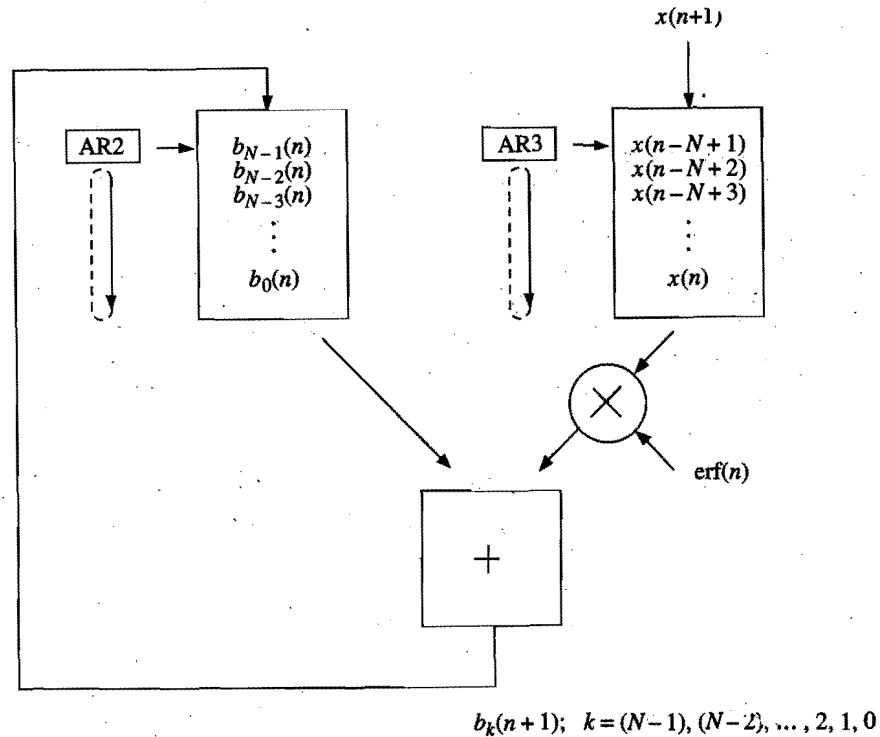 x(n+1)
AR2
b_{N-1}(n)
b_{N-2}(n)
b_{N-3}(n)
⋮
b_0(n)
AR3
x(n-N+1)
x(n-N+2)
x(n-N+3)
⋮
x(n)
×
erf(n)
+
b_k(n+1); k=(N-1), (N-2), ..., 2, 1, 0